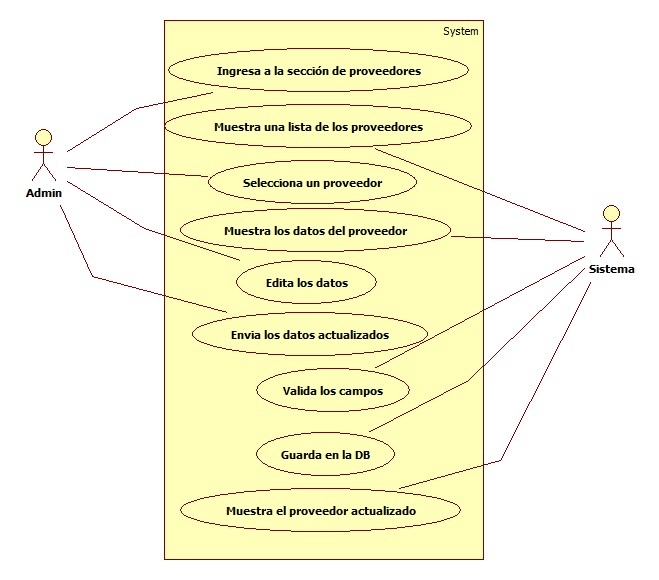 System
Ingresa a la sección de proveedores
Muestra una lista de los proveedores
Admin
Selecciona un proveedor
Muestra los datos del proveedor
Sistema
Edita los datos
Envia los datos actualizados
Valida los campos
Guarda en la DB
Muestra el proveedor actualizado